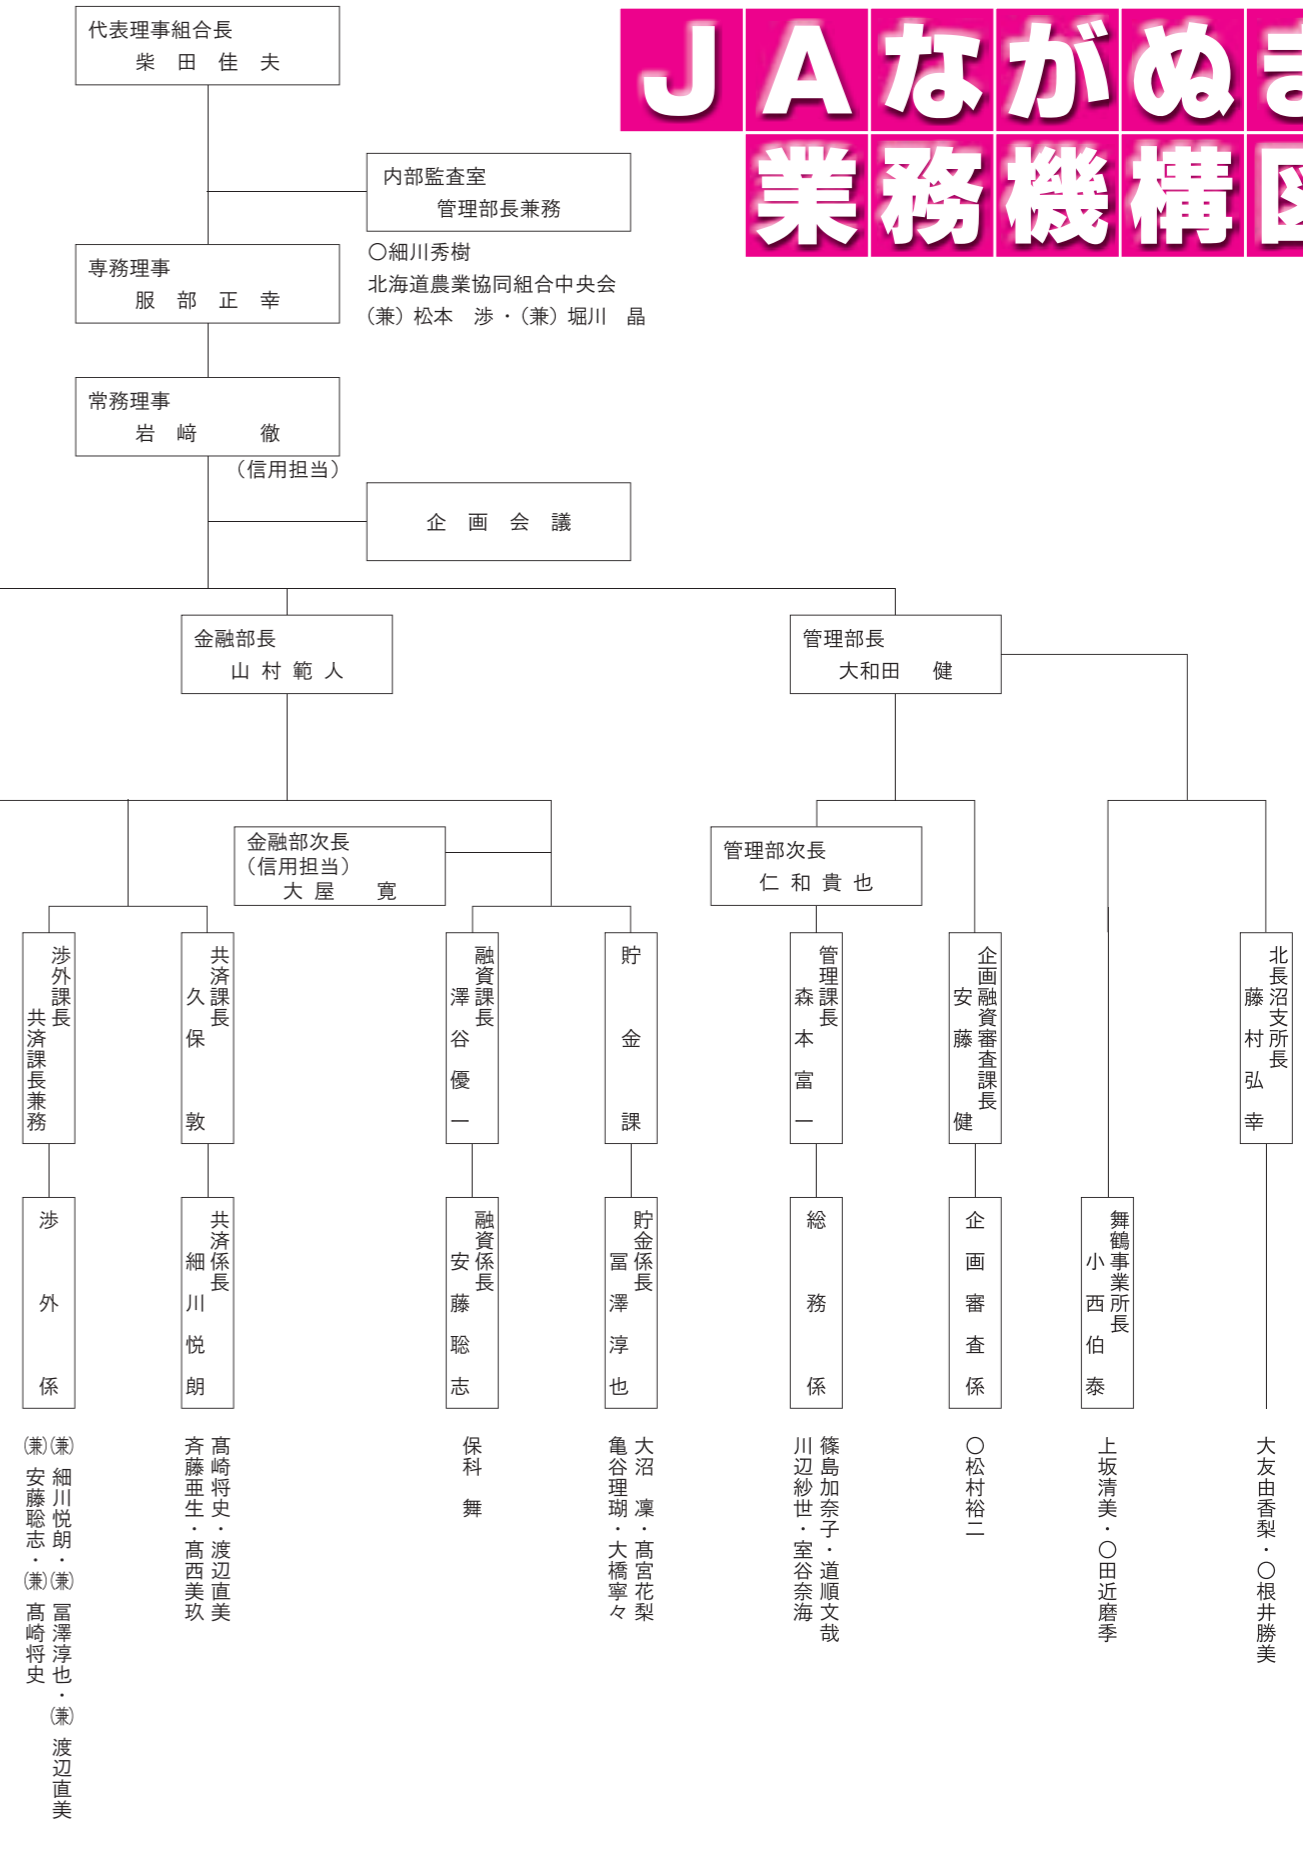 JAながぬま
業務機構図
代表理事組合長
柴田佳夫
内部監査室
管理部長兼務
〇細川秀樹
北海道農業協同組合中央会
(兼) 松本 渉・(兼) 堀川 晶
専務理事
服部正幸
常務理事
岩﨑 徹
(信用担当)
企画会議
金融部長
山村範人
管理部長
大和田 健
金融部次長
(信用担当)
大屋 寛
管理部次長
仁和貴也
渉外課長
共済課長兼務
共済課長
久保 敦
融資課長
澤谷優一
貯金課
管理課長
森本富一
企画融資審査課長
安藤 健
北長沼支所長
藤村弘幸
渉外係
共済係長
細川悦朗
融資係長
安藤聡志
貯金係長
冨澤淳也
総務係
企画審査係
舞鶴事業所長
小西伯泰
(兼) 細川悦朗・(兼) 冨澤淳也・(兼) 渡辺直美
(兼) 安藤聡志・(兼) 髙崎将史
髙崎将史・渡辺直美
斉藤亜生・髙西美玖
保科 舞
大沼 凜・髙宮花梨
亀谷理瑚・大橋寧々
篠島加奈子・道順文哉
川辺紗世・室谷奈海
〇松村裕二
上坂清美・〇田近磨季
大友由香梨・〇根井勝美